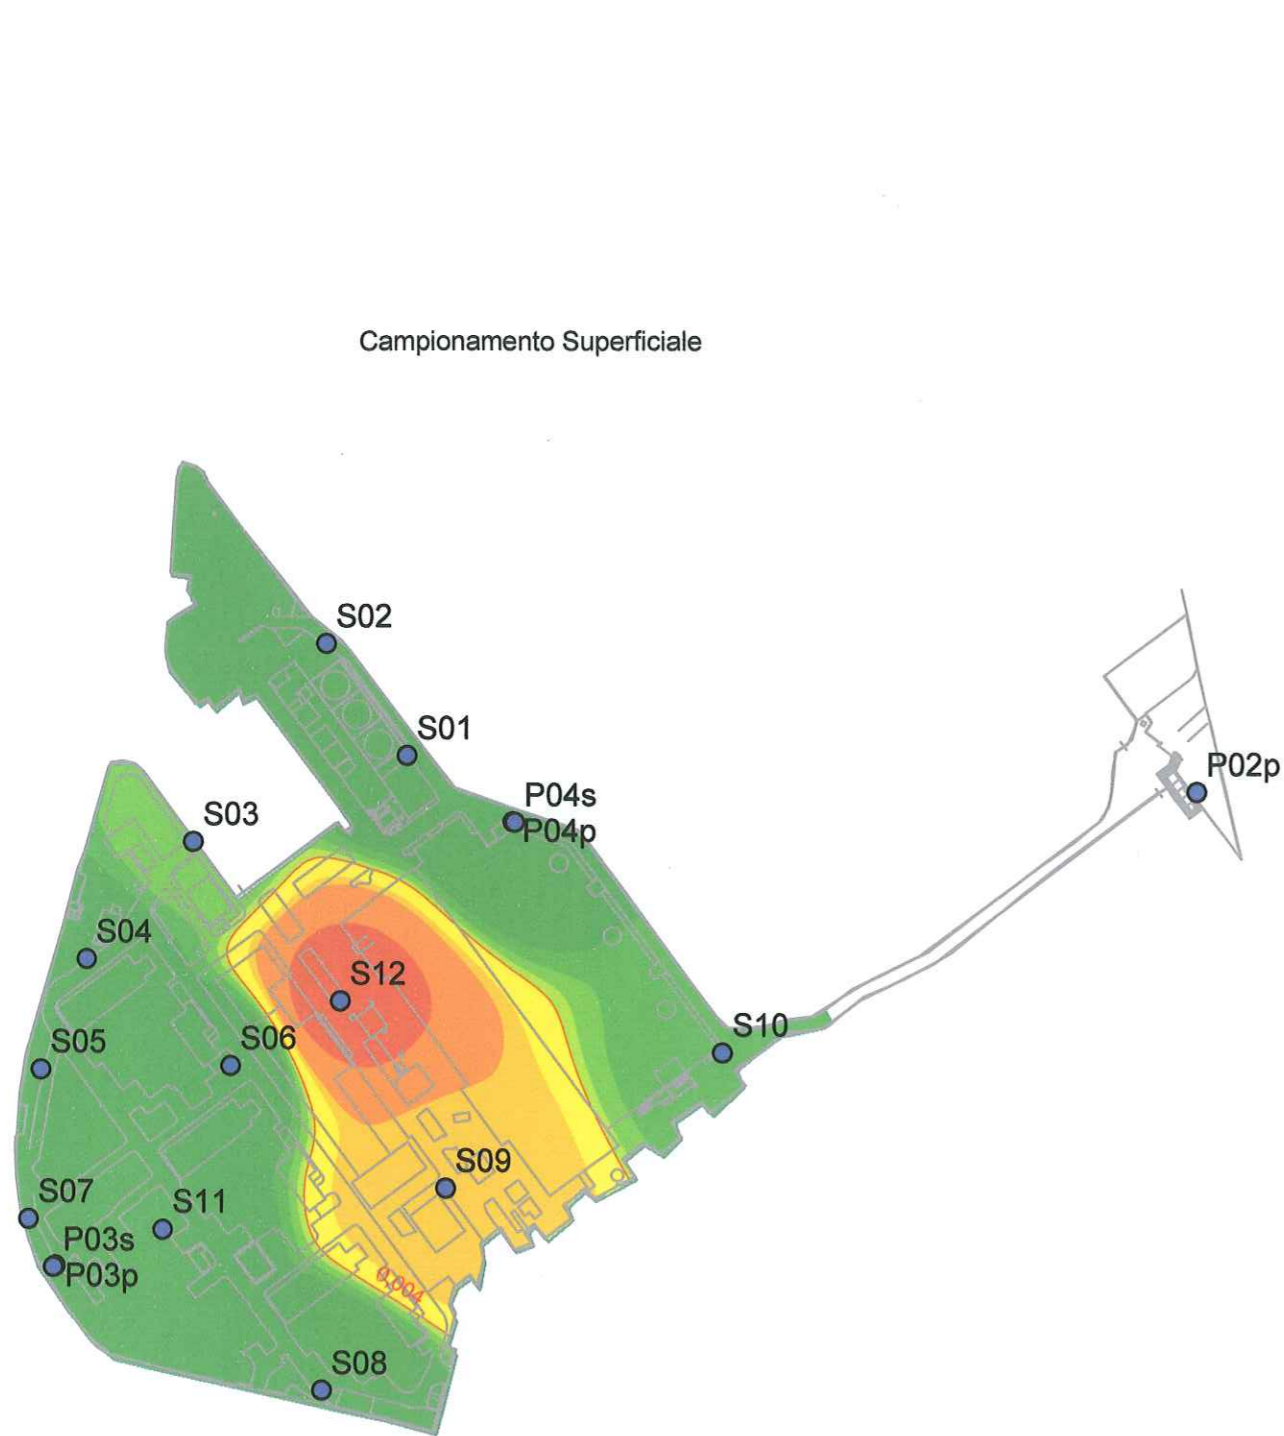 Campionamento Superficiale
S02
S01
P02p
P04s
S03
P04p
S04
S12
S10
S05
S06
S09
S07
S11
P03s
P03p
0,004
S08